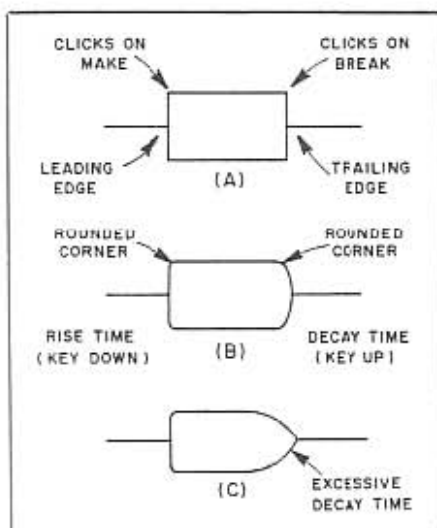 CLICKS ON
MAKE
CLICKS ON
BREAK
LEADING
EDGE
TRAILING
EDGE
(A)
ROUNDED
CORNER
ROUNDED
CORNER
RISE TIME
(KEY DOWN)
DECAY TIME
(KEY UP)
(B)
EXCESSIVE
DECAY TIME
(C)